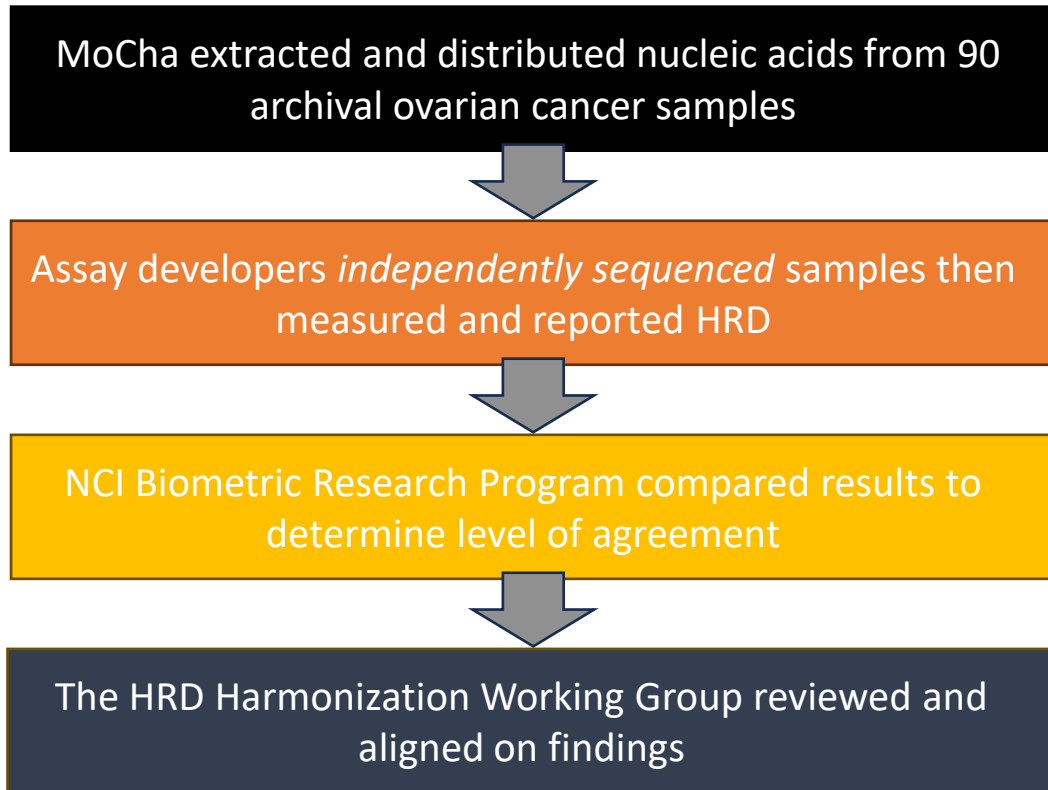 MoCha extracted and distributed nucleic acids from 90
archival ovarian cancer samples
Assay developers independently sequenced samples then
measured and reported HRD
NCI Biometric Research Program compared results to
determine level of agreement
The HRD Harmonization Working Group reviewed and
aligned on findings